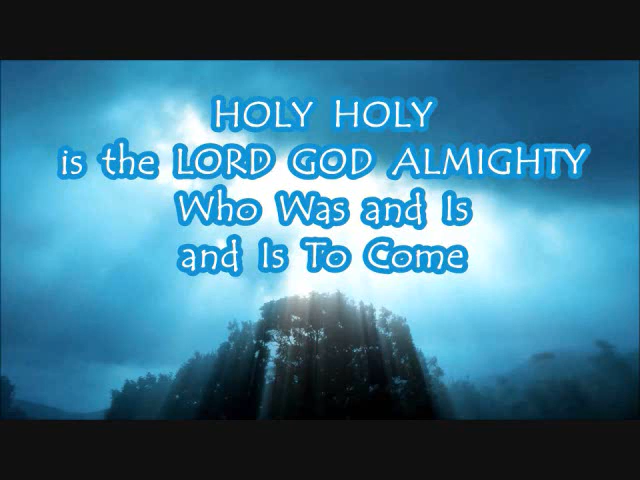 HOLY HOLY
is the LORD GOD ALMIGHTY
Who Was and Is
and Is To Come